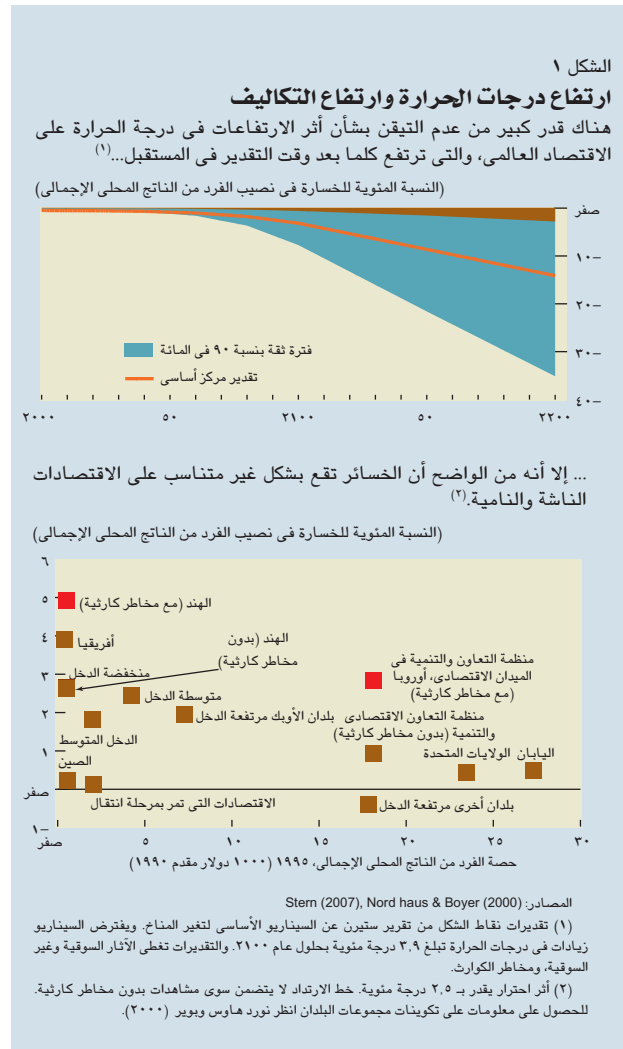 الشكل ١
ارتفاع درجات الحرارة وارتفاع التكاليف
هناك قدر كبير من عدم التيقن بشأن أثر الارتفاعات فى درجة الحرارة على
الاقتصاد العالمى، والتى ترتفع كلما بعد وقت التقدير فى المستقبل...(١)
(النسبة المئوية للخسارة فى نصيب الفرد من الناتج المحلى الإجمالى)
صفر
١٠–
٢٠–
٣٠–
٤٠–
فترة ثقة بنسبة ٩٠ فى المائة
تقدير مركز أساسى
٢٠٠٠ ٥٠ ٢١٠٠ ٥٠ ٢٢٠٠
... إلا أنه من الواضح أن الخسائر تقع بشكل غير متناسب على الاقتصادات
الناشة والنامية.(٢)
(النسبة المئوية للخسارة فى نصيب الفرد من الناتج المحلى الإجمالى)
٦
٥
٤
٣
٢
١
صفر
١–
الهند (مع مخاطر كارثية)
أفريقيا
الهند (بدون
مخاطر كارثية)
منخفضة الدخل
متوسطة الدخل
منظمة التعاون والتنمية فى
الميدان الاقتصادى، أوروبا
(مع مخاطر كارثية)
بلدان الأوبك مرتفعة الدخل
منظمة التعاون الاقتصادى
والتنمية (بدون مخاطر كارثية)
الدخل المتوسط
الصين
الولايات المتحدة
اليابان
الاقتصادات التى تمر بمرحلة انتقال
بلدان أخرى مرتفعة الدخل
صفر ٥ ١٠ ١٥ ٢٠ ٢٥ ٣٠
حصة الفرد من الناتج المحلى الإجمالى، ١٩٩٥ (١٠٠٠ دولار مقدم ١٩٩٠)
المصادر: Stern (2007), Nord haus & Boyer (2000)
(١) تقديرات نقاط الشكل من تقرير ستيرن عن السيناريو الأساسى لتغير المناخ. ويفترض السيناريو
زيادات فى درجات الحرارة تبلغ ٣,٩ درجة مئوية بحلول عام ٢١٠٠. والتقديرات تغطى الآثار السوقية وغير
السوقية، ومخاطر الكوارث.
(٢) أثر احترار يقدر بـ ٢,٥ درجة مئوية. خط الارتداد لا يتضمن سوى مشاهدات بدون مخاطر كارثية.
للحصول على معلومات على تكوينات مجموعات البلدان انظر نورد هاوس وبوير (٢٠٠٠).